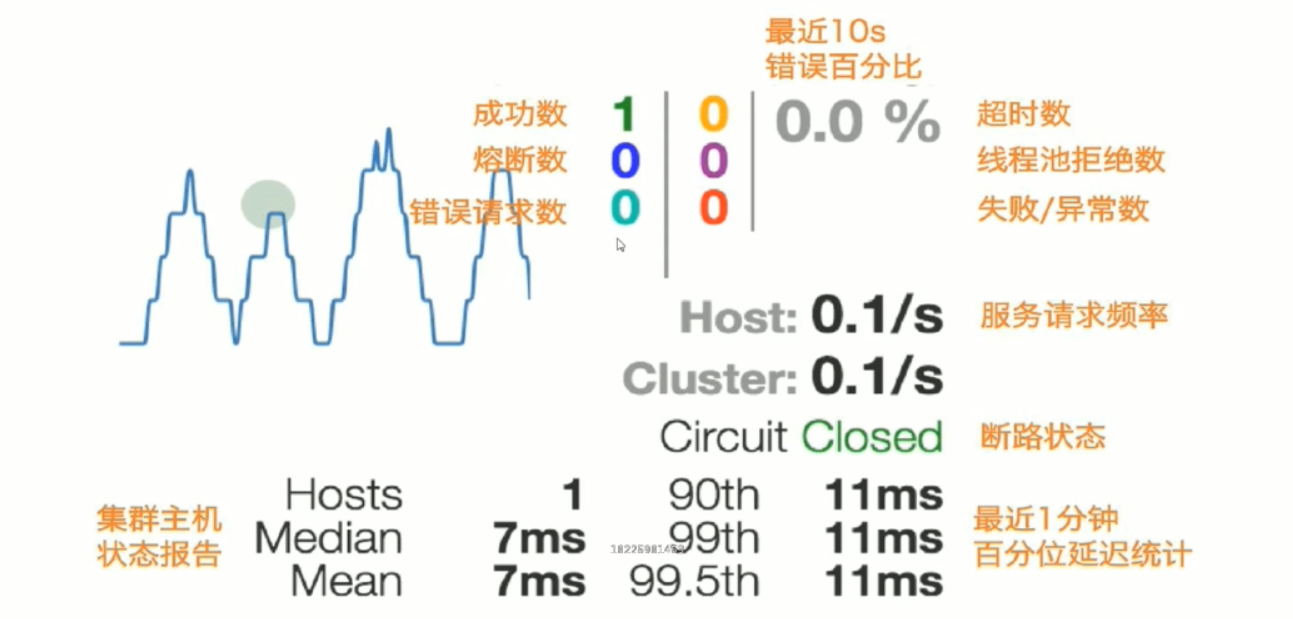 最近10s
错误百分比
成功数 1 0 0.0 % 超时数
熔断数 0 0 线程池拒绝数
错误请求数 0 0 失败/异常数
Host: 0.1/s 服务请求频率
Cluster: 0.1/s
Circuit Closed 断路状态
集群主机
状态报告
Hosts 1 90th 11ms
Median 7ms 99th 11ms
Mean 7ms 99.5th 11ms
最近1分钟
百分位延迟统计